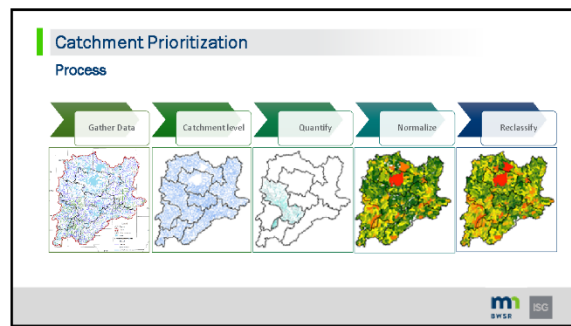 Catchment Prioritization
Process
Gather Data
Catchment level
Quantify
Normalize
Reclassify
BWSR
ISG